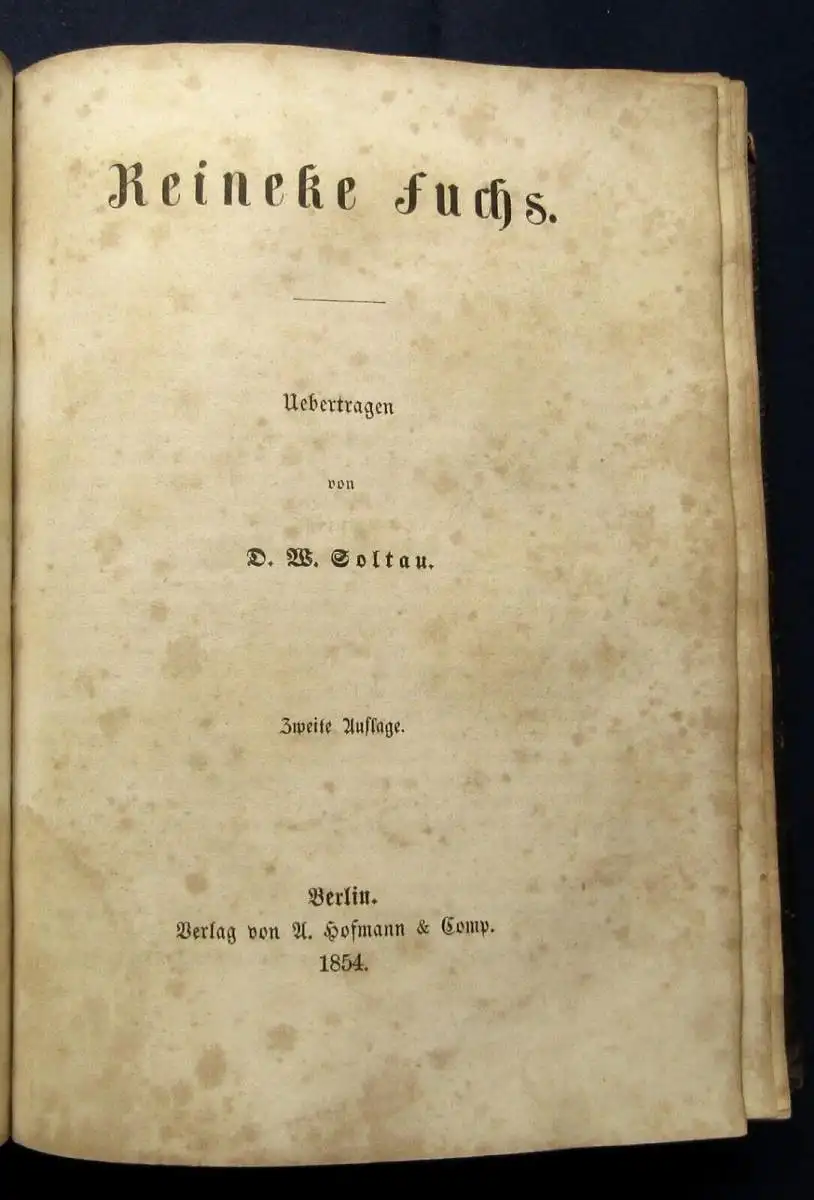 Reineke Fuchs.
Uebertragen
von
D. W. Soltau.
Zweite Auflage.
Berlin.
Verlag von A. Hofmann & Comp.
1854.